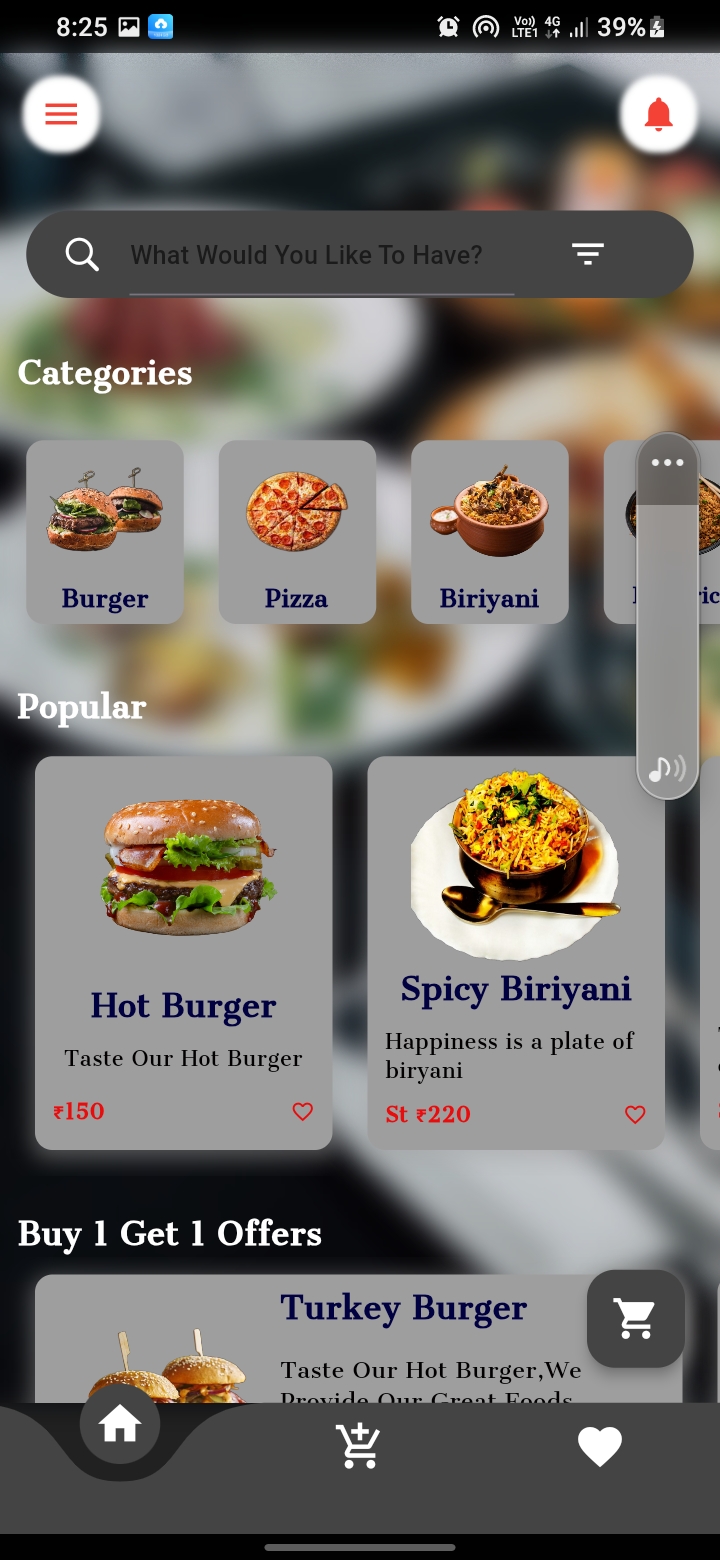 8:25
Vo)) 4G
LTE1
39%
What Would You Like To Have?
Categories
Burger
Pizza
Biriyani
Popular
Hot Burger
Taste Our Hot Burger
₹150
Spicy Biriyani
Happiness is a plate of
biryani
St ₹220
Buy 1 Get 1 Offers
Turkey Burger
Taste Our Hot Burger,We
Provide Our Great Foods